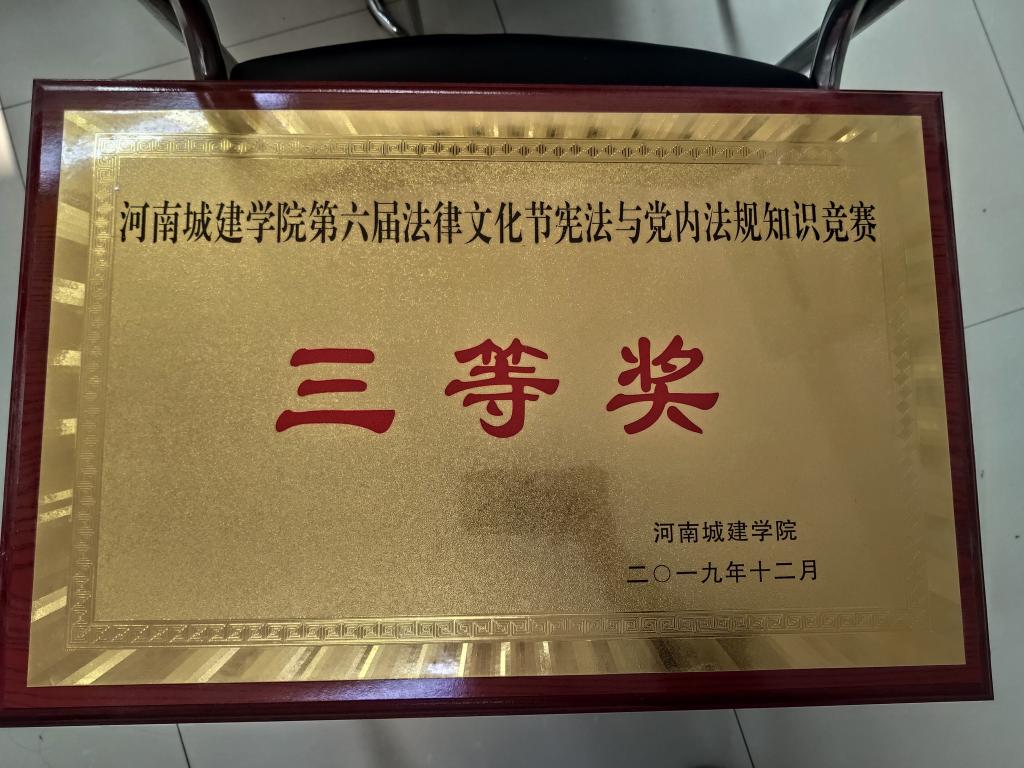 河南城建学院第六届法律文化节宪法与党内法规知识竞赛
三等奖
河南城建学院
二〇一九年十二月